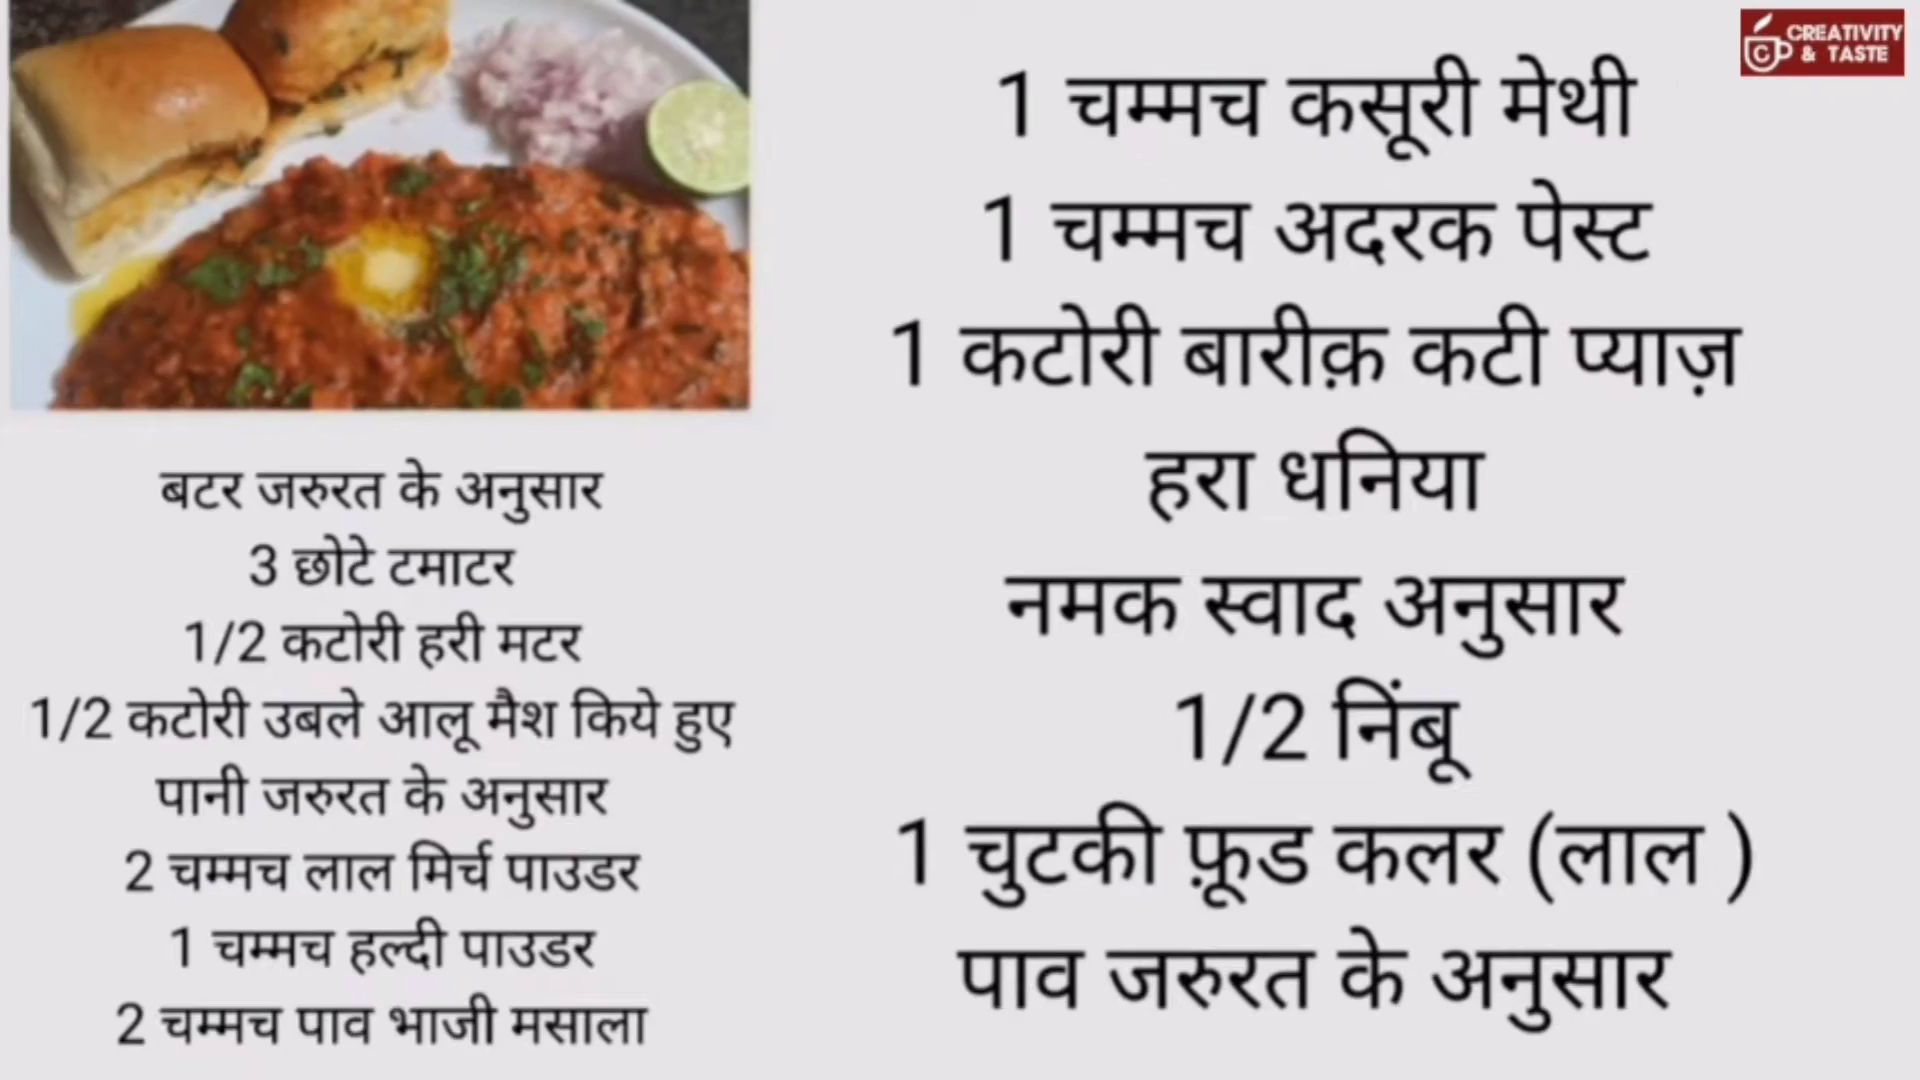 CREATIVITY
& TASTE
बटर जरुरत के अनुसार
3 छोटे टमाटर
1/2 कटोरी हरी मटर
1/2 कटोरी उबले आलू मैश किये हुए
पानी जरुरत के अनुसार
2 चम्मच लाल मिर्च पाउडर
1 चम्मच हल्दी पाउडर
2 चम्मच पाव भाजी मसाला
1 चम्मच कसूरी मेथी
1 चम्मच अदरक पेस्ट
1 कटोरी बारीक़ कटी प्याज़
हरा धनिया
नमक स्वाद अनुसार
1/2 निंबू
1 चुटकी फ़ूड कलर (लाल )
पाव जरुरत के अनुसार